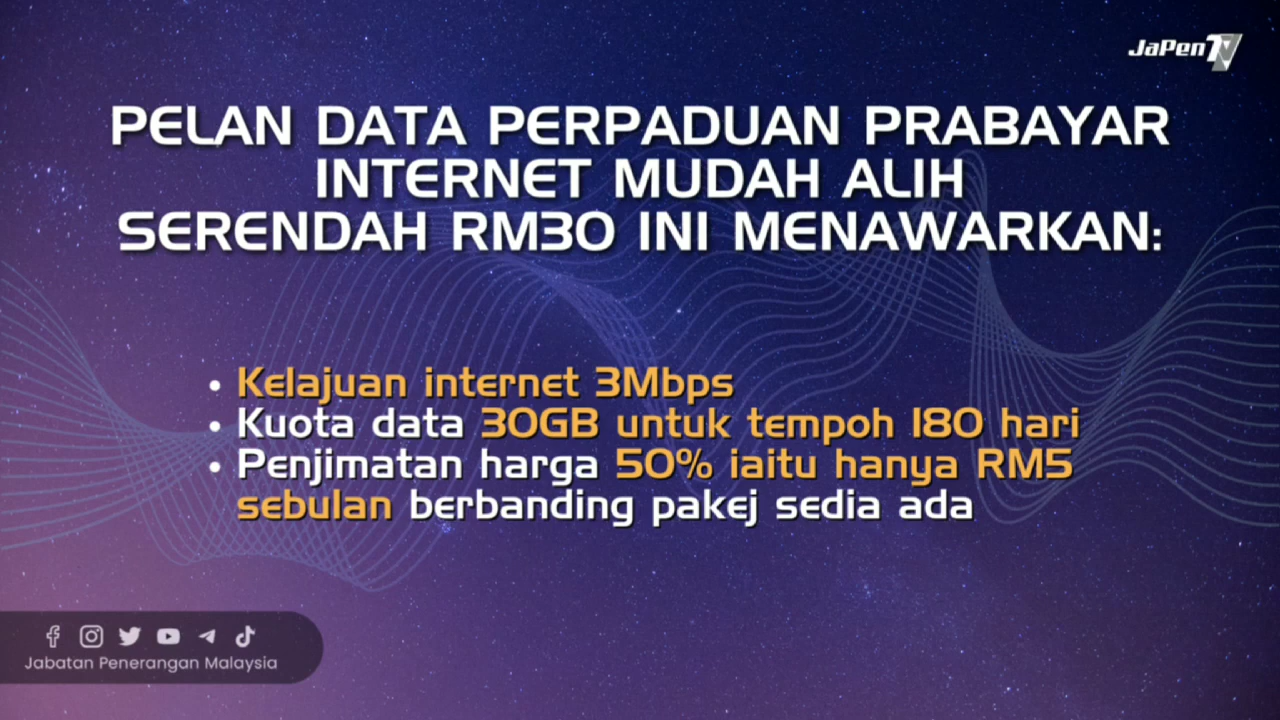 JaPen TV
PELAN DATA PERPADUAN PRABAYAR
INTERNET MUDAH ALIH
SERENDAH RM30 INI MENAWARKAN:
• Kelajuan internet 3Mbps
• Kuota data 30GB untuk tempoh 180 hari
• Penjimatan harga 50% iaitu hanya RM5
sebulan berbanding pakej sedia ada
Jabatan Penerangan Malaysia